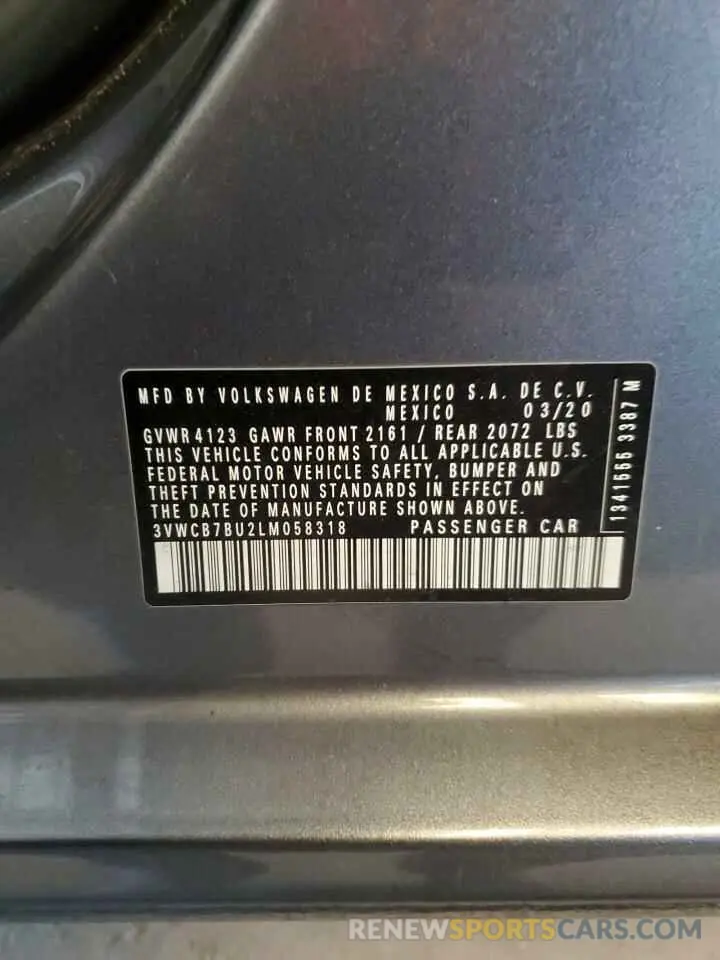 MFD BY VOLKSWAGEN DE MEXICO S.A. DE C.V.
MEXICO 03/20
GVWR 4123 GAWR FRONT 2161 / REAR 2072 LBS
THIS VEHICLE CONFORMS TO ALL APPLICABLE U.S.
FEDERAL MOTOR VEHICLE SAFETY, BUMPER AND
THEFT PREVENTION STANDARDS IN EFFECT ON
THE DATE OF MANUFACTURE SHOWN ABOVE.
3VWCB7BU2LM058318 PASSENGER CAR
1341566 3387 M
RENEWSPORTSCARS.COM